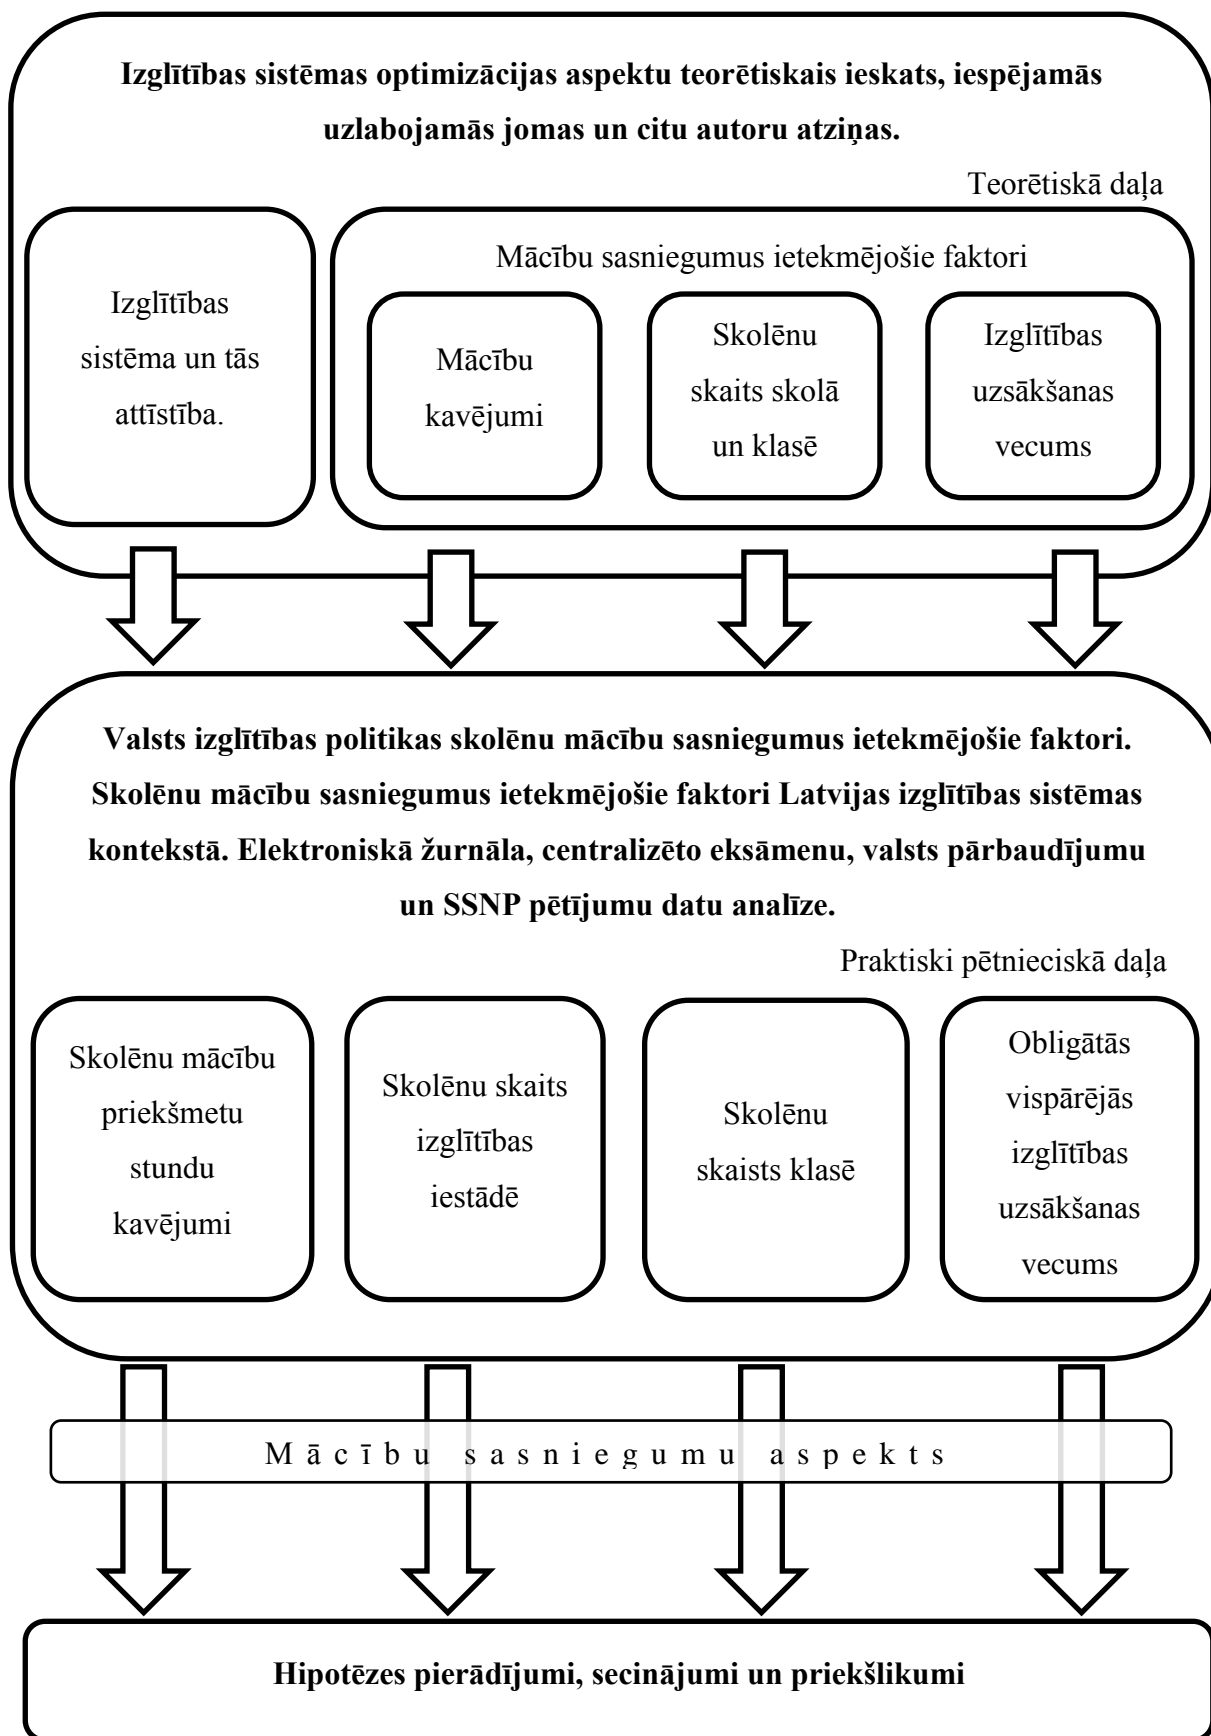 Izglītības sistēmas optimizācijas aspektu teorētiskais ieskats, iespējamās
uzlabojamās jomas un citu autoru atziņas.
Teorētiskā daļa
Izglītības
sistēma un tās
attīstība.
Mācību sasniegumus ietekmējošie faktori
Mācību
kavējumi
Skolēnu
skaits skolā
un klasē
Izglītības
uzsākšanas
vecums
Valsts izglītības politikas skolēnu mācību sasniegumus ietekmējošie faktori.
Skolēnu mācību sasniegumus ietekmējošie faktori Latvijas izglītības sistēmas
kontekstā. Elektroniskā žurnāla, centralizēto eksāmenu, valsts pārbaudījumu
un SSNP pētījumu datu analīze.
Praktiski pētnieciskā daļa
Skolēnu mācību
priekšmetu
stundu
kavējumi
Skolēnu skaits
izglītības
iestādē
Skolēnu
skaists klasē
Obligātās
vispārējās
izglītības
uzsākšanas
vecums
Mācību sasniegumu aspekts
Hipotēzes pierādījumi, secinājumi un priekšlikumi